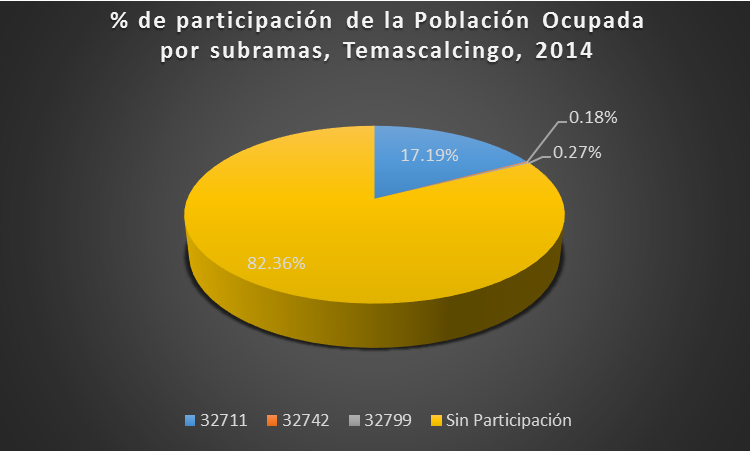 % de participación de la Población Ocupada
por subramas, Temascalcingo, 2014
0.18%
17.19%
0.27%
82.36%
32711 32742 32799 Sin Participación